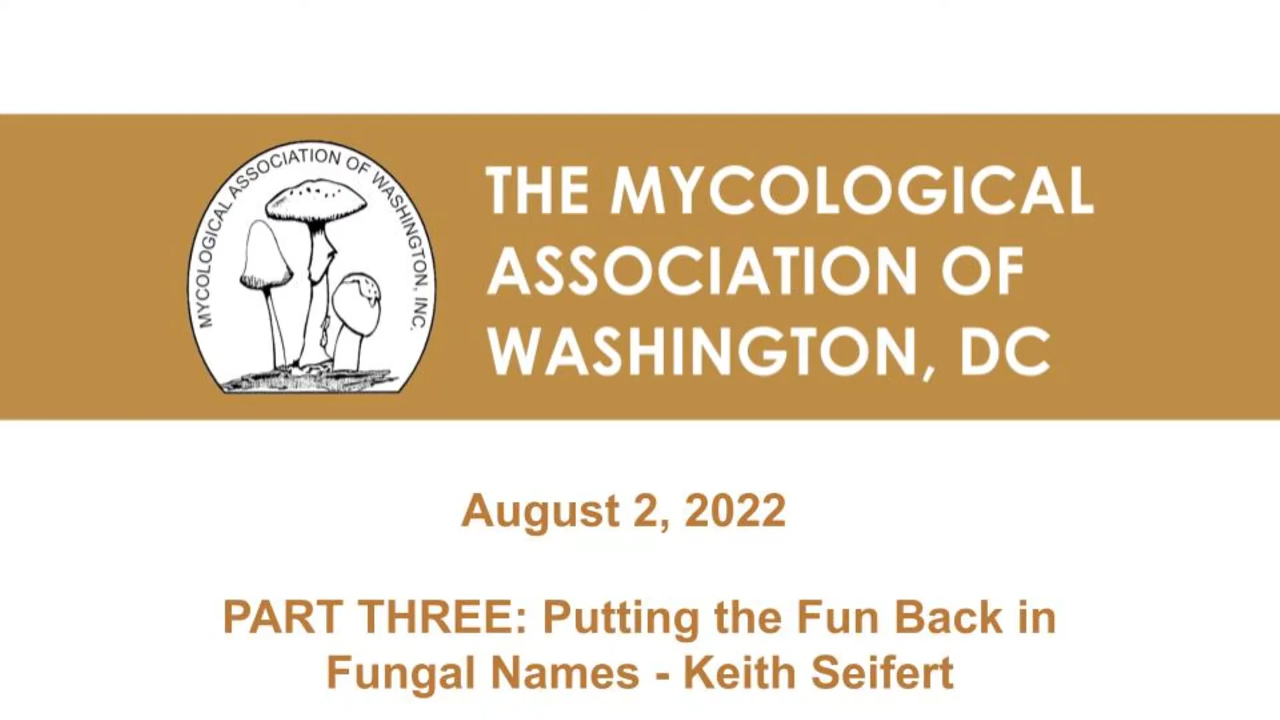 MYCOLOGICAL ASSOCIATION OF WASHINGTON, INC.
THE MYCOLOGICAL
ASSOCIATION OF
WASHINGTON, DC
August 2, 2022
PART THREE: Putting the Fun Back in
Fungal Names - Keith Seifert